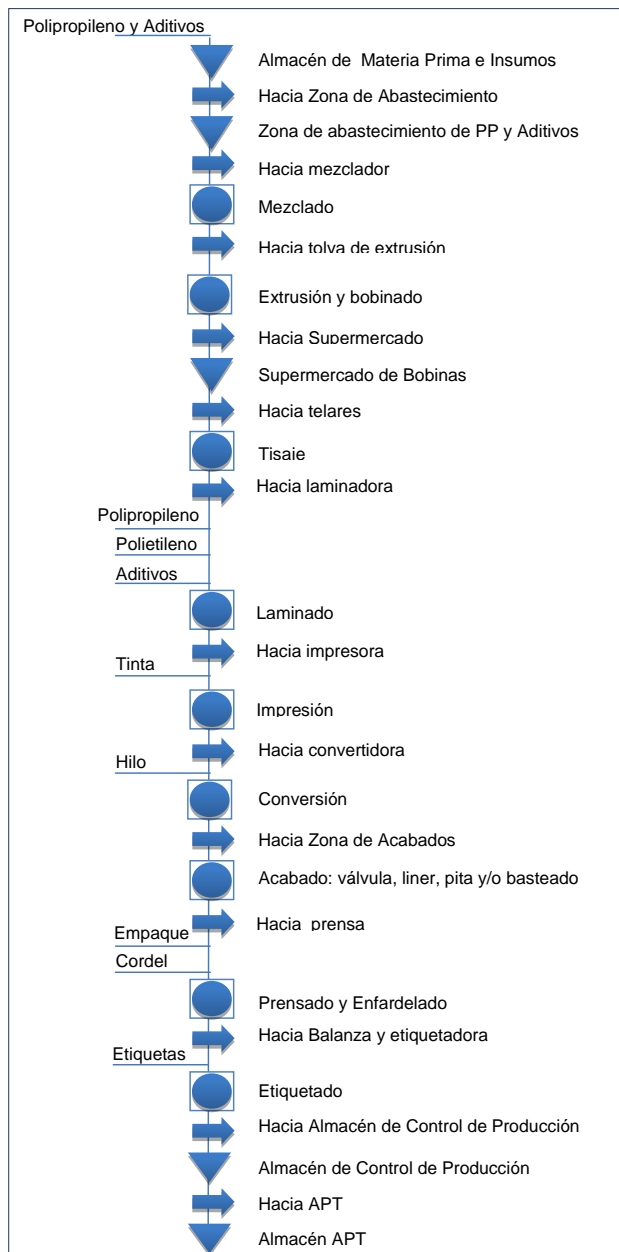 Polipropileno y Aditivos
Almacén de Materia Prima e Insumos
Hacia Zona de Abastecimiento
Zona de abastecimiento de PP y Aditivos
Hacia mezclador
Mezclado
Hacia tolva de extrusión
Extrusión y bobinado
Hacia Supermercado
Supermercado de Bobinas
Hacia telares
Tisaie
Hacia laminadora
Polipropileno
Polietileno
Aditivos
Laminado
Hacia impresora
Tinta
Impresión
Hacia convertidora
Hilo
Conversión
Hacia Zona de Acabados
Acabado: válvula, liner, pita y/o basteado
Hacia prensa
Empaque
Cordel
Prensado y Enfardelado
Hacia Balanza y etiquetadora
Etiquetas
Etiquetado
Hacia Almacén de Control de Producción
Almacén de Control de Producción
Hacia APT
Almacén APT